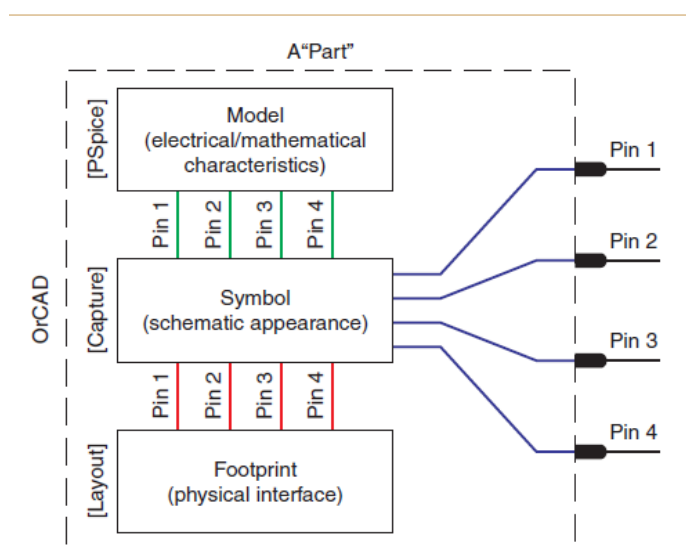 A“Part”
OrCAD
[PSpice]
Model
(electrical/mathematical
characteristics)
Pin 1
Pin 2
Pin 3
Pin 4
[Capture]
Symbol
(schematic appearance)
Pin 1
Pin 2
Pin 3
Pin 4
[Layout]
Footprint
(physical interface)
Pin 1
Pin 2
Pin 3
Pin 4